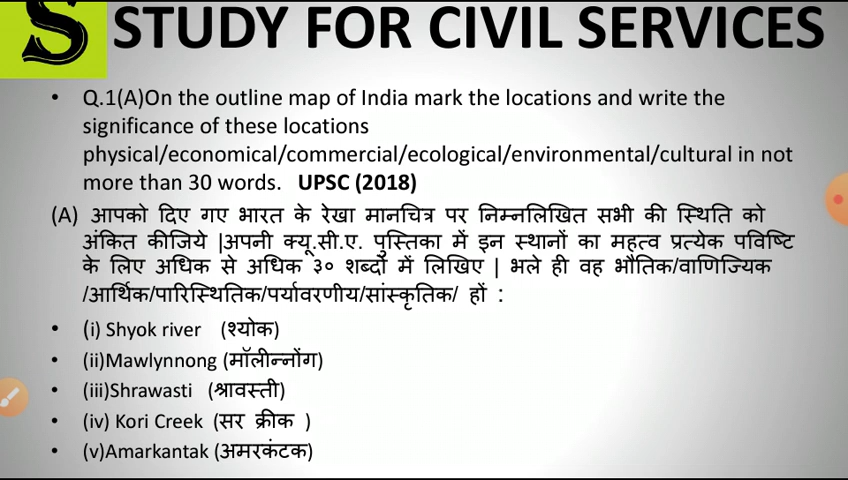 S STUDY FOR CIVIL SERVICES
• Q.1(A)On the outline map of India mark the locations and write the
significance of these locations
physical/economical/commercial/ecological/environmental/cultural in not
more than 30 words. UPSC (2018)
(A) आपको दिए गए भारत के रेखा मानचित्र पर निम्नलिखित सभी की स्थिति को
अंकित कीजिये |अपनी क्यू.सी.ए. पुस्तिका में इन स्थानों का महत्व प्रत्येक पविष्टि
के लिए अधिक से अधिक ३० शब्दों में लिखिए | भले ही वह भौतिक/वाणिज्यिक
/आर्थिक/पारिस्थितिक/पर्यावरणीय/सांस्कृतिक/ हों :
• (i) Shyok river (श्योक)
• (ii)Mawlynnong (मॉलीन्नोंग)
• (iii)Shrawasti (श्रावस्ती)
• (iv) Kori Creek (सर क्रीक )
• (v)Amarkantak (अमरकंटक)